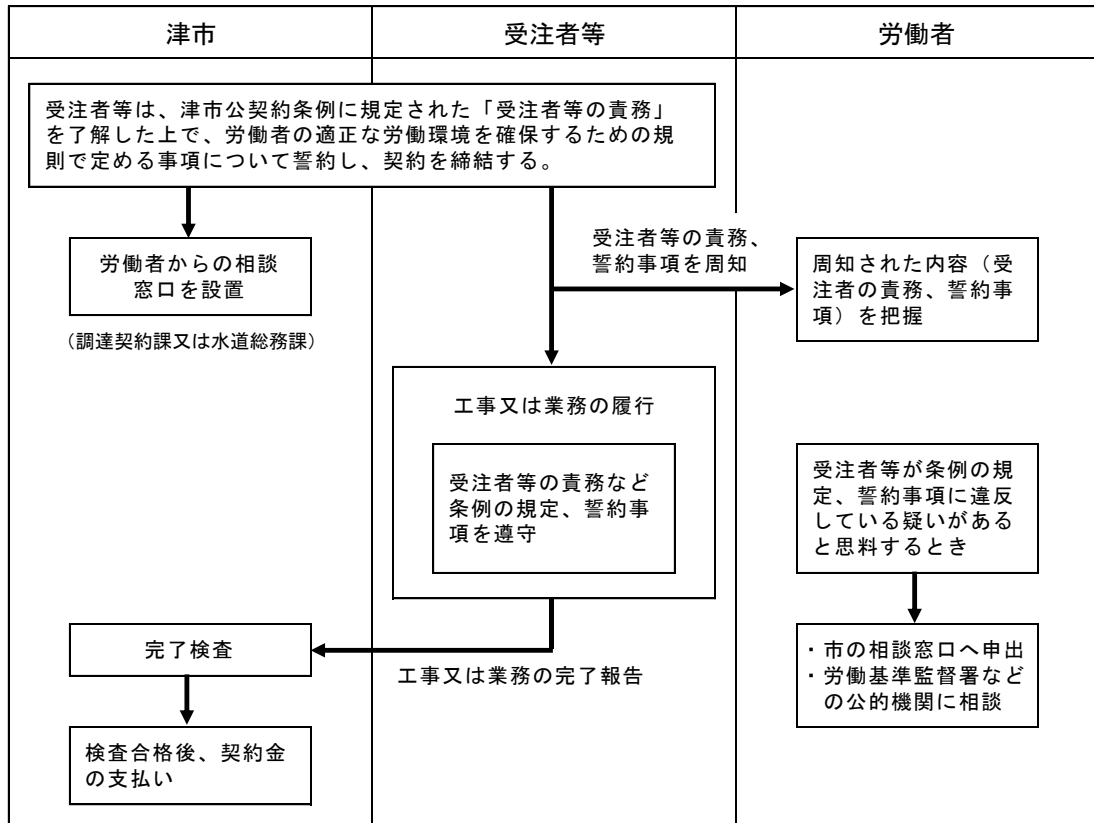 津市
受注者等
労働者
受注者等は、津市公契約条例に規定された「受注者等の責務」
を了解した上で、労働者の適正な労働環境を確保するための規
則で定める事項について誓約し、契約を締結する。
受注者等の責務、
誓約事項を周知
労働者からの相談
窓口を設置
（調達契約課又は水道総務課）
周知された内容（受
注者の責務、誓約事
項）を把握
工事又は業務の履行
受注者等の責務など
条例の規定、誓約事
項を遵守
受注者等が条例の規
定、誓約事項に違反
している疑いがある
と思料するとき
完了検査
工事又は業務の完了報告
・市の相談窓口へ申出
・労働基準監督署など
の公的機関に相談
検査合格後、契約金
の支払い